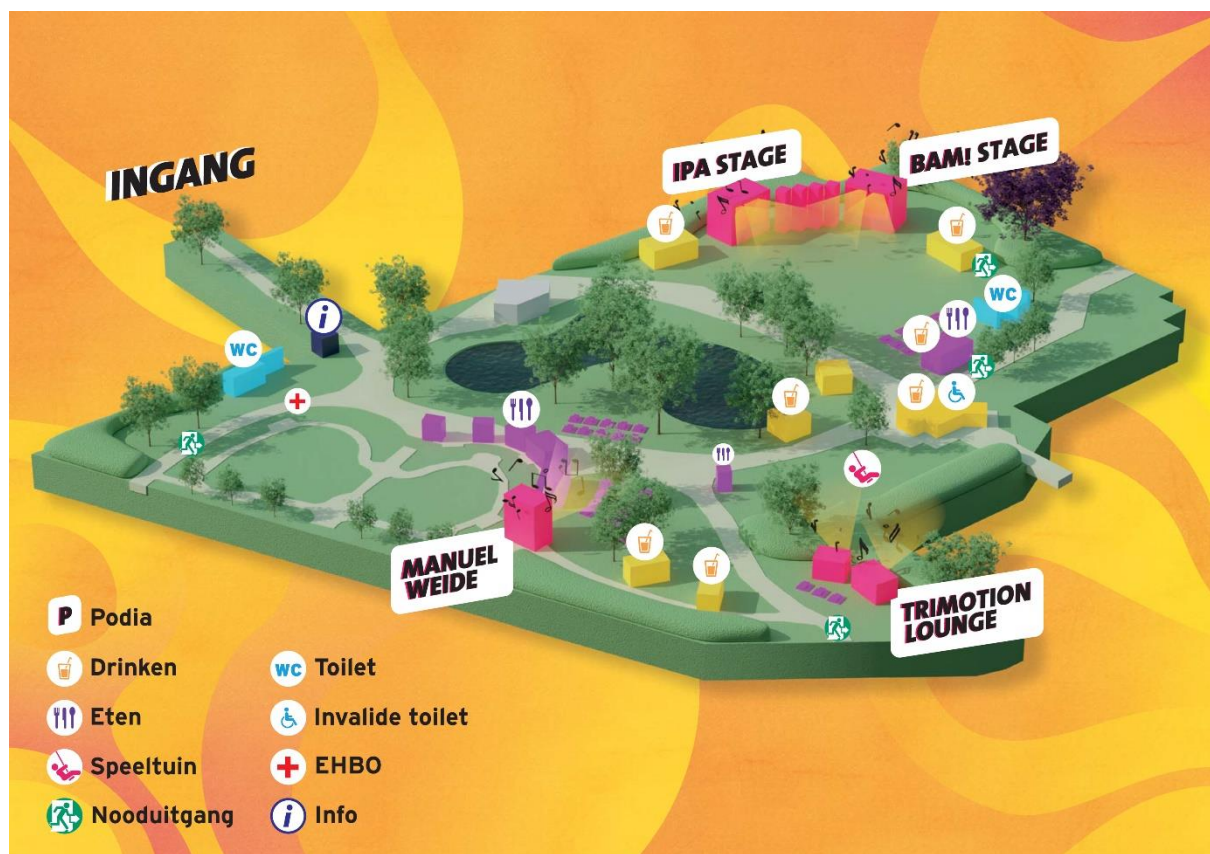 INGANG
IPA STAGE
BAM! STAGE
i
WC
WC
MANUEL
WEIDE
TRIMOTION
LOUNGE
P Podia
Drinken
Eten
Speeltuin
Nooduitgang
WC Toilet
Invalide toilet
EHBO
i Info